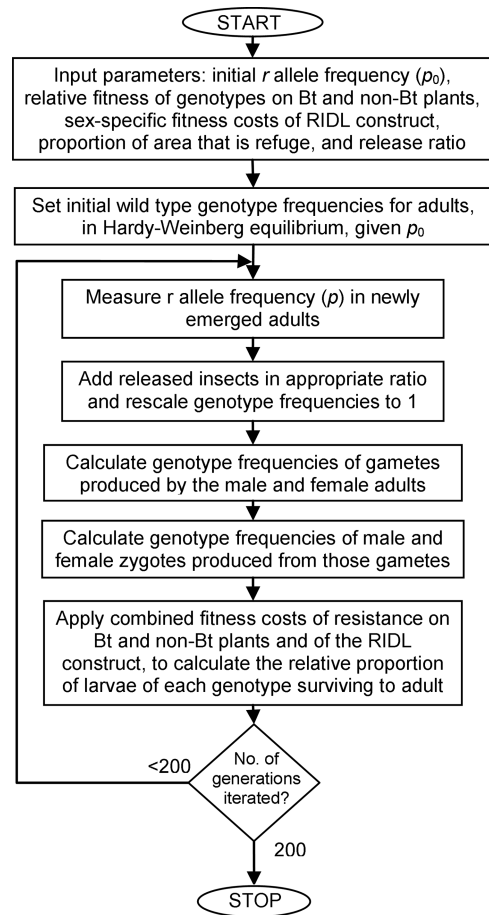 START
Input parameters: initial r allele frequency (p0),
relative fitness of genotypes on Bt and non-Bt plants,
sex-specific fitness costs of RIDL construct,
proportion of area that is refuge, and release ratio
Set initial wild type genotype frequencies for adults,
in Hardy-Weinberg equilibrium, given p0
Measure r allele frequency (p) in newly
emerged adults
Add released insects in appropriate ratio
and rescale genotype frequencies to 1
Calculate genotype frequencies of gametes
produced by the male and female adults
Calculate genotype frequencies of male and
female zygotes produced from those gametes
Apply combined fitness costs of resistance on
Bt and non-Bt plants and of the RIDL
construct, to calculate the relative proportion
of larvae of each genotype surviving to adult
<200
No. of
generations
iterated?
200
STOP